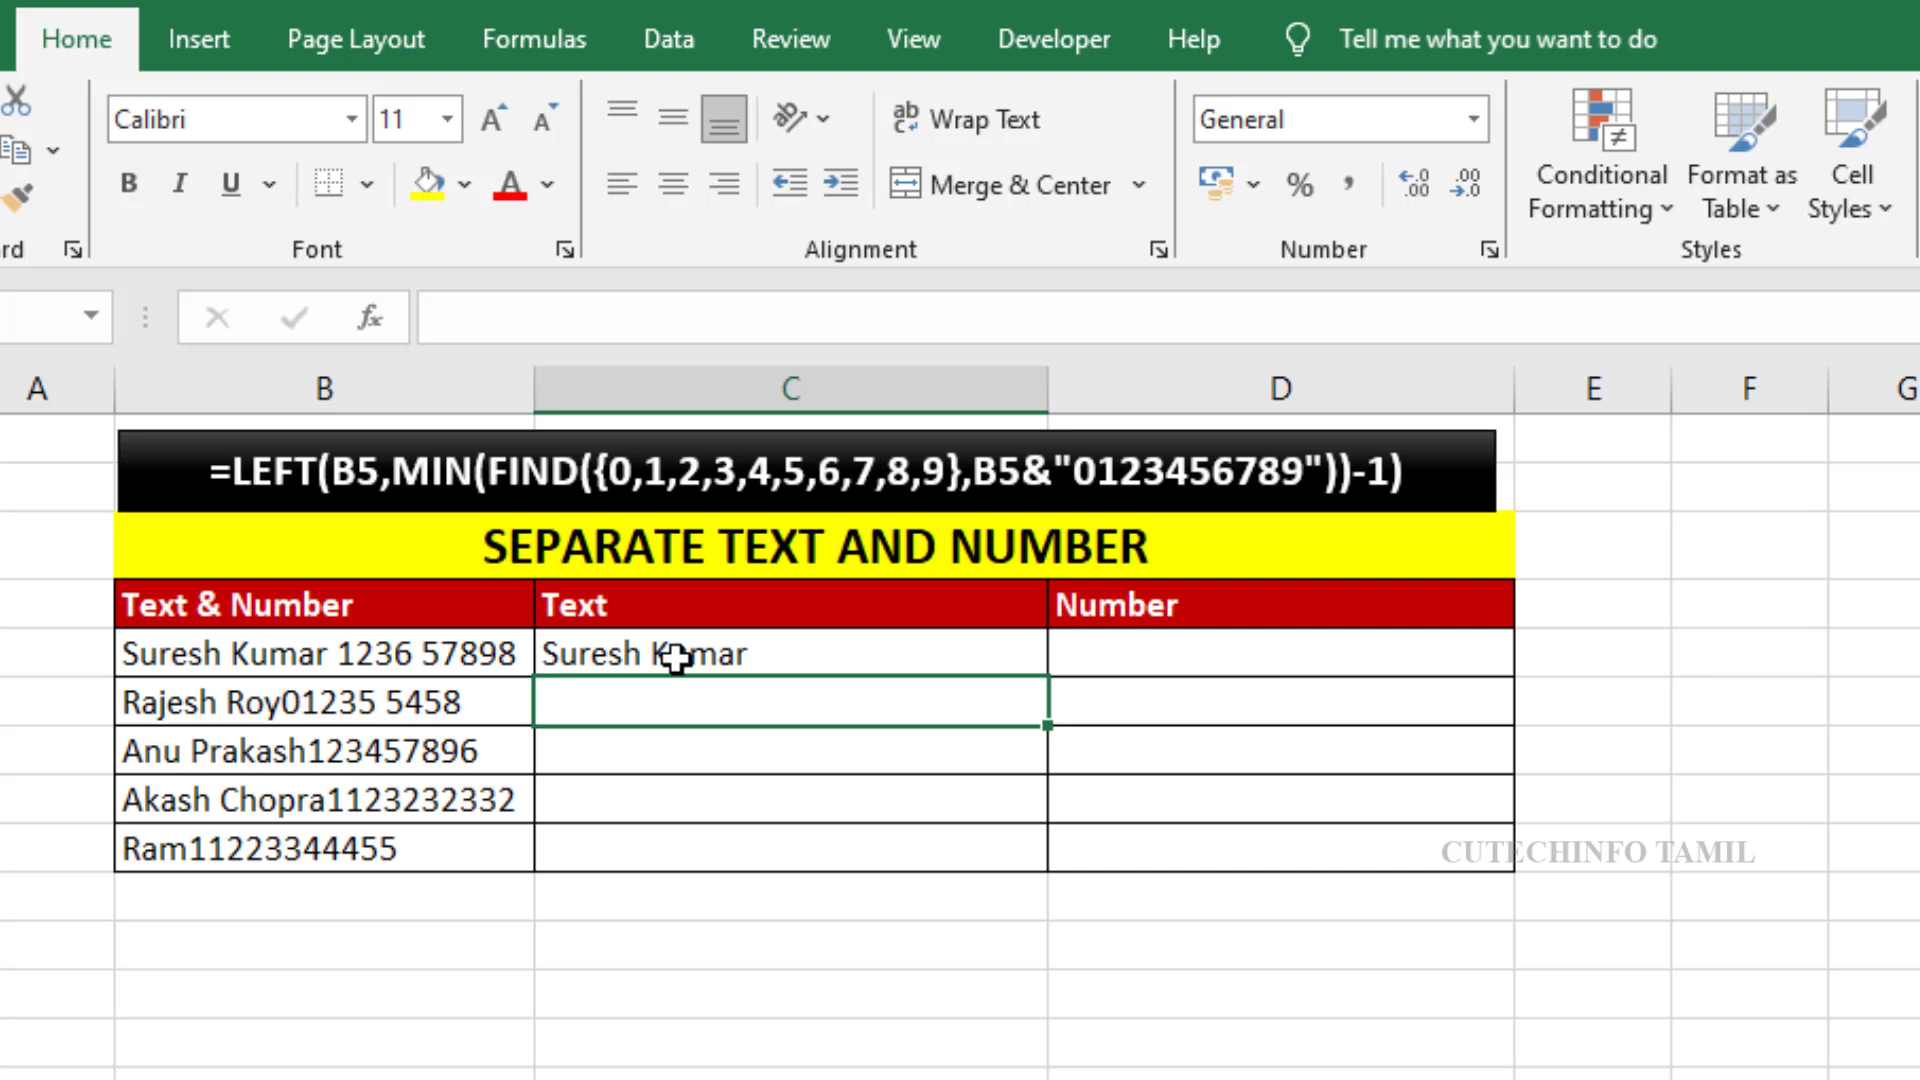 Home Insert Page Layout Formulas Data Review View Developer Help Tell me what you want to do
Calibri 11 Wrap Text General
B I U Merge & Center % ,
Conditional Formatting Format as Table Cell Styles
rd Font Alignment Number Styles
fx
A B C D E F G
=LEFT(B5,MIN(FIND({0,1,2,3,4,5,6,7,8,9},B5&"0123456789"))-1)
SEPARATE TEXT AND NUMBER
Text & Number Text Number
Suresh Kumar 1236 57898 Suresh Kumar
Rajesh Roy01235 5458
Anu Prakash123457896
Akash Chopra1123232332
Ram11223344455
CUTECHINFO TAMIL